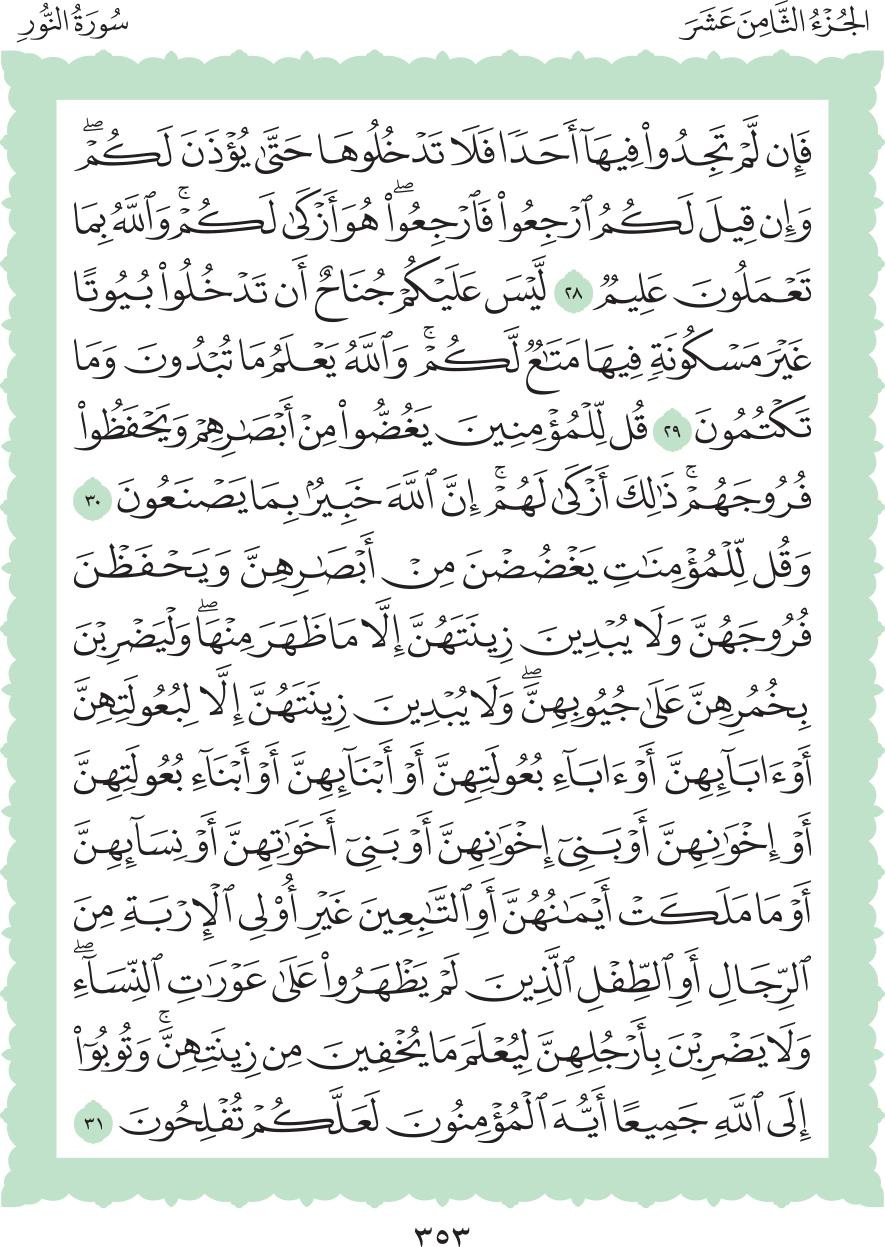 الجُزْءُ الثَّامِنَ عَشَرَ
سُورَةُ النُّورِ
فَإِن لَّمۡ تَجِدُواْ فِيهَآ أَحَدٗا فَلَا تَدۡخُلُوهَا حَتَّىٰ يُؤۡذَنَ لَكُمۡۖ
وَإِن قِيلَ لَكُمُ ٱرۡجِعُواْ فَٱرۡجِعُواْۖ هُوَ أَزۡكَىٰ لَكُمۡۚ وَٱللَّهُ بِمَا
تَعۡمَلُونَ عَلِيمٞ ٢٨ لَّيۡسَ عَلَيۡكُمۡ جُنَاحٌ أَن تَدۡخُلُواْ بُيُوتًا
غَيۡرَ مَسۡكُونَةٖ فِيهَا مَتَٰعٞ لَّكُمۡۚ وَٱللَّهُ يَعۡلَمُ مَا تُبۡدُونَ وَمَا
تَكۡتُمُونَ ٢٩ قُل لِّلۡمُؤۡمِنِينَ يَغُضُّواْ مِنۡ أَبۡصَٰرِهِمۡ وَيَحۡفَظُواْ
فُرُوجَهُمۡۚ ذَٰلِكَ أَزۡكَىٰ لَهُمۡۚ إِنَّ ٱللَّهَ خَبِيرُۢ بِمَا يَصۡنَعُونَ ٣٠
وَقُل لِّلۡمُؤۡمِنَٰتِ يَغۡضُضۡنَ مِنۡ أَبۡصَٰرِهِنَّ وَيَحۡفَظۡنَ
فُرُوجَهُنَّ وَلَا يُبۡدِينَ زِينَتَهُنَّ إِلَّا مَا ظَهَرَ مِنۡهَاۖ وَلۡيَضۡرِبۡنَ
بِخُمُرِهِنَّ عَلَىٰ جُيُوبِهِنَّۖ وَلَا يُبۡدِينَ زِينَتَهُنَّ إِلَّا لِبُعُولَتِهِنَّ
أَوۡ ءَابَآئِهِنَّ أَوۡ ءَابَآءِ بُعُولَتِهِنَّ أَوۡ أَبۡنَآئِهِنَّ أَوۡ أَبۡنَآءِ بُعُولَتِهِنَّ
أَوۡ إِخۡوَٰنِهِنَّ أَوۡ بَنِيٓ إِخۡوَٰنِهِنَّ أَوۡ بَنِيٓ أَخَوَٰتِهِنَّ أَوۡ نِسَآئِهِنَّ
أَوۡ مَا مَلَكَتۡ أَيۡمَٰنُهُنَّ أَوِ ٱلتَّٰبِعِينَ غَيۡرِ أُوْلِي ٱلۡإِرۡبَةِ مِنَ
ٱلرِّجَالِ أَوِ ٱلطِّفۡلِ ٱلَّذِينَ لَمۡ يَظۡهَرُواْ عَلَىٰ عَوۡرَٰتِ ٱلنِّسَآءِۖ
وَلَا يَضۡرِبۡنَ بِأَرۡجُلِهِنَّ لِيُعۡلَمَ مَا يُخۡفِينَ مِن زِينَتِهِنَّۚ وَتُوبُوٓاْ
إِلَى ٱللَّهِ جَمِيعًا أَيُّهَ ٱلۡمُؤۡمِنُونَ لَعَلَّكُمۡ تُفۡلِحُونَ ٣١
٣٥٣